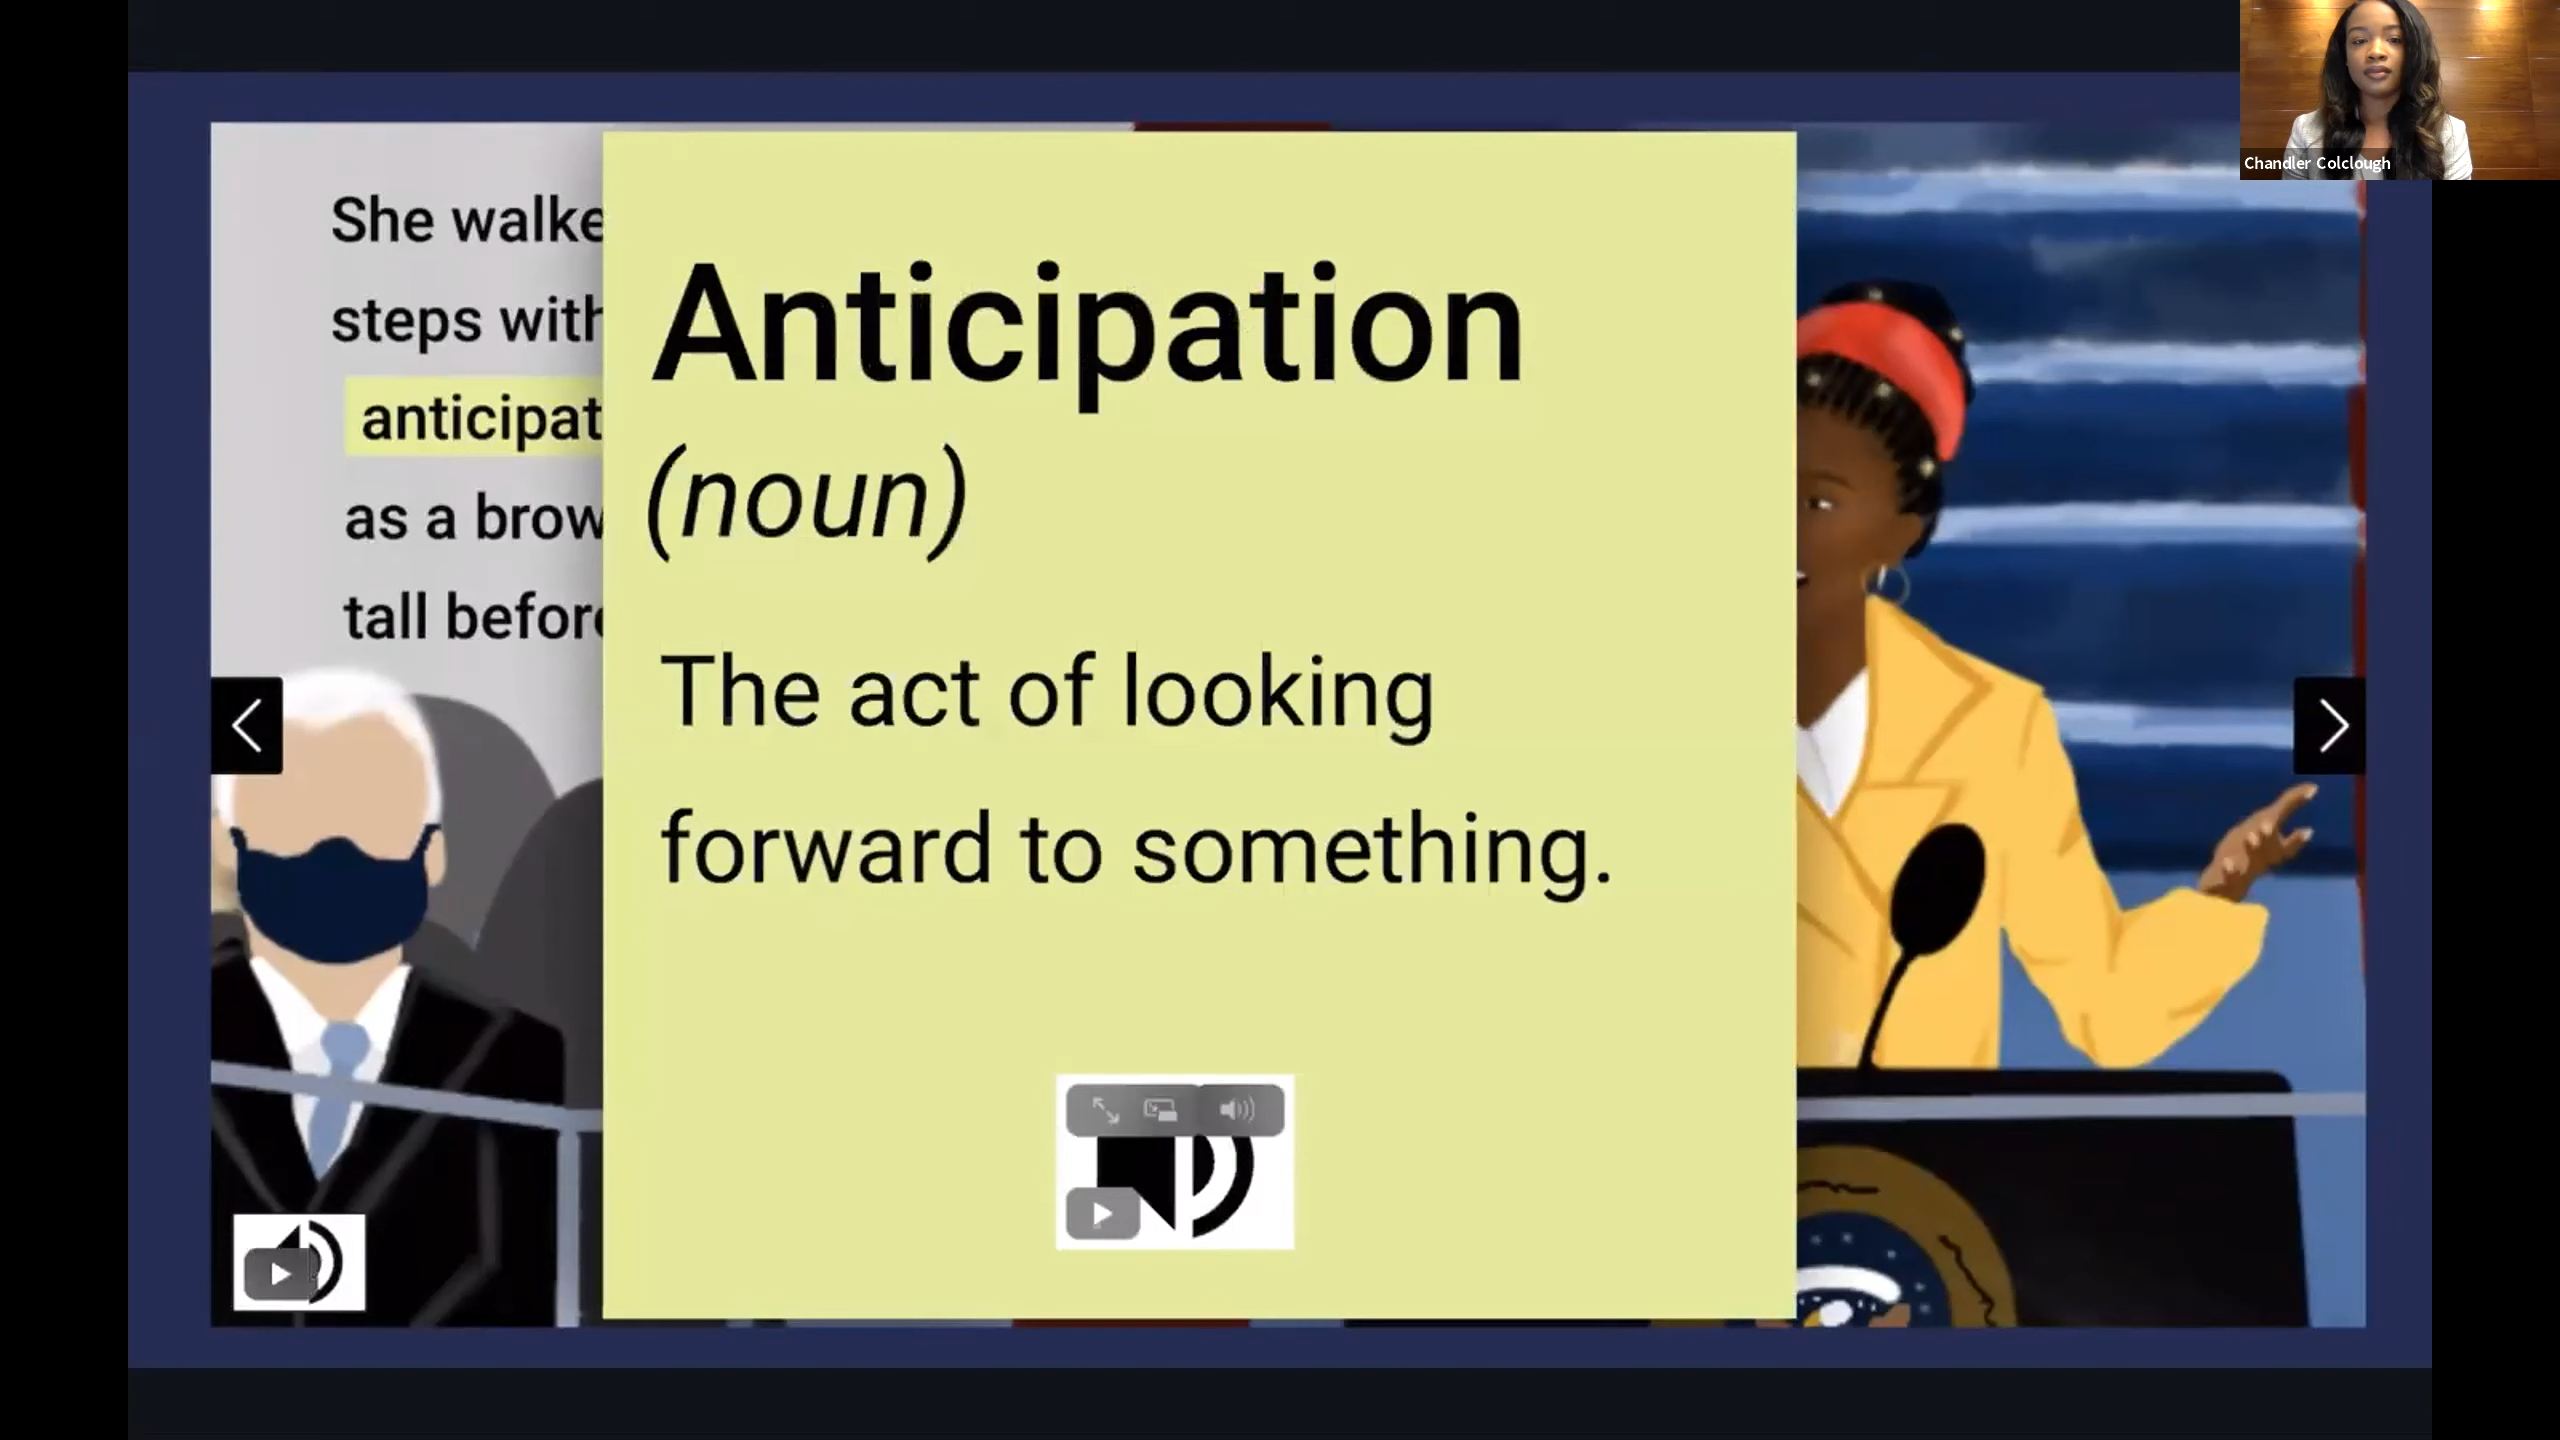 She walke
steps with
anticipat
as a brow
tall before
Anticipation
(noun)
The act of looking
forward to something.
Chandler Colclough